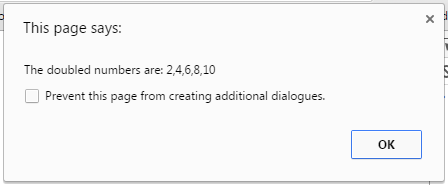 This page says:
The doubled numbers are: 2,4,6,8,10
Prevent this page from creating additional dialogues.
OK